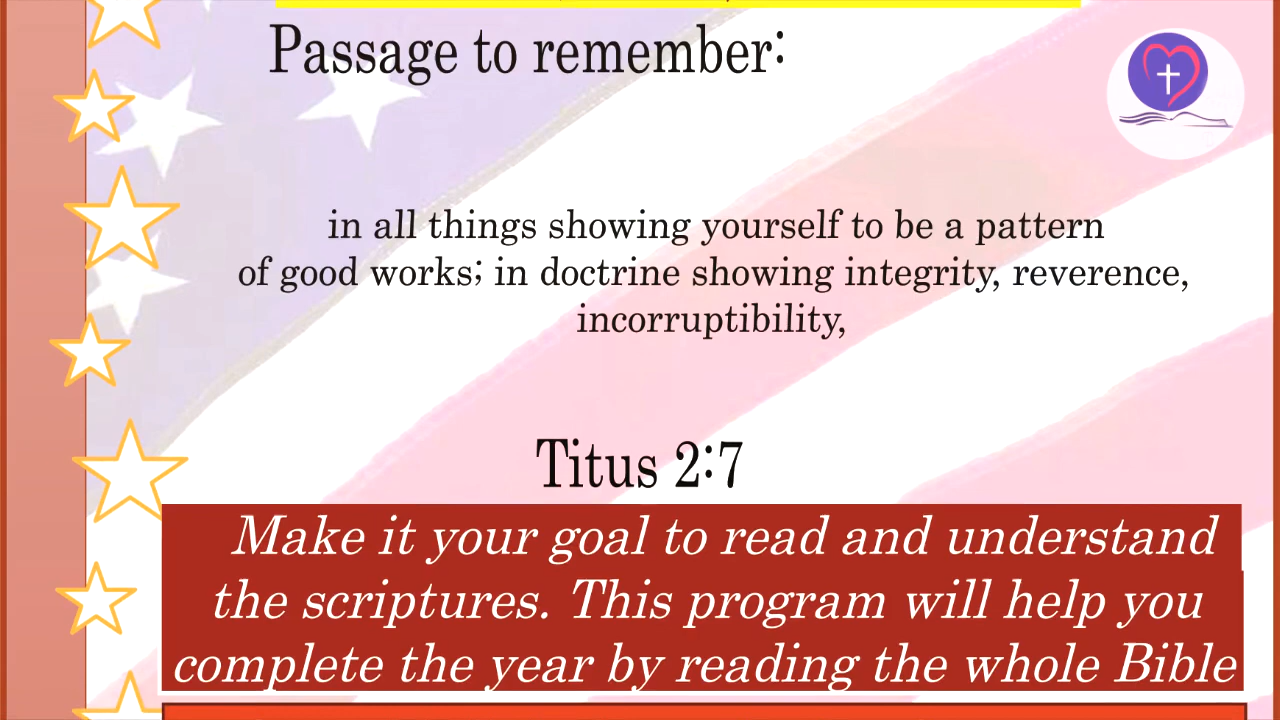 Passage to remember:
in all things showing yourself to be a pattern
of good works; in doctrine showing integrity, reverence,
incorruptibility,
Titus 2:7
Make it your goal to read and understand
the scriptures. This program will help you
complete the year by reading the whole Bible